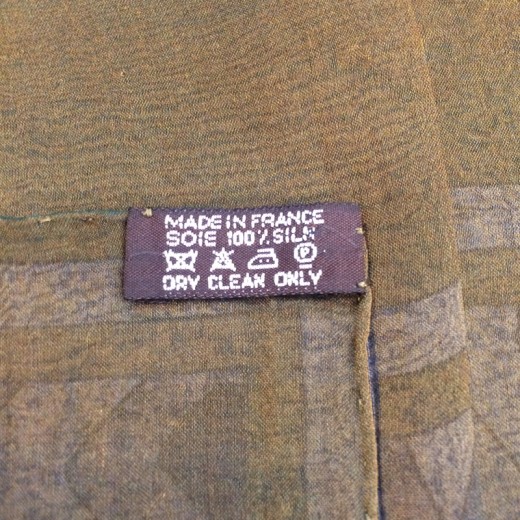 MADE IN FRANCE
SOIE 100% SILK
P
DRY CLEAN ONLY